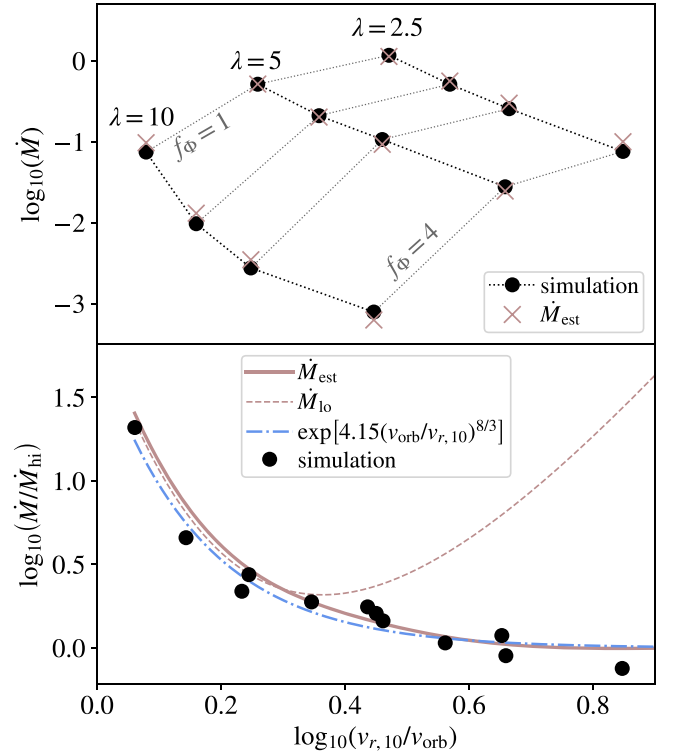 λ = 2.5
λ = 5
λ = 10
f_Φ = 1
f_Φ = 4
0
−1
−2
−3
log₁₀(Ṁ)
simulation
Ṁ_est
Ṁ_est
Ṁ_lo
exp[4.15(v_orb/v_r, 10)^8/3]
simulation
1.5
1.0
0.5
0.0
log₁₀(Ṁ/Ṁ_hi)
0.0 0.2 0.4 0.6 0.8
log₁₀(v_r, 10/v_orb)